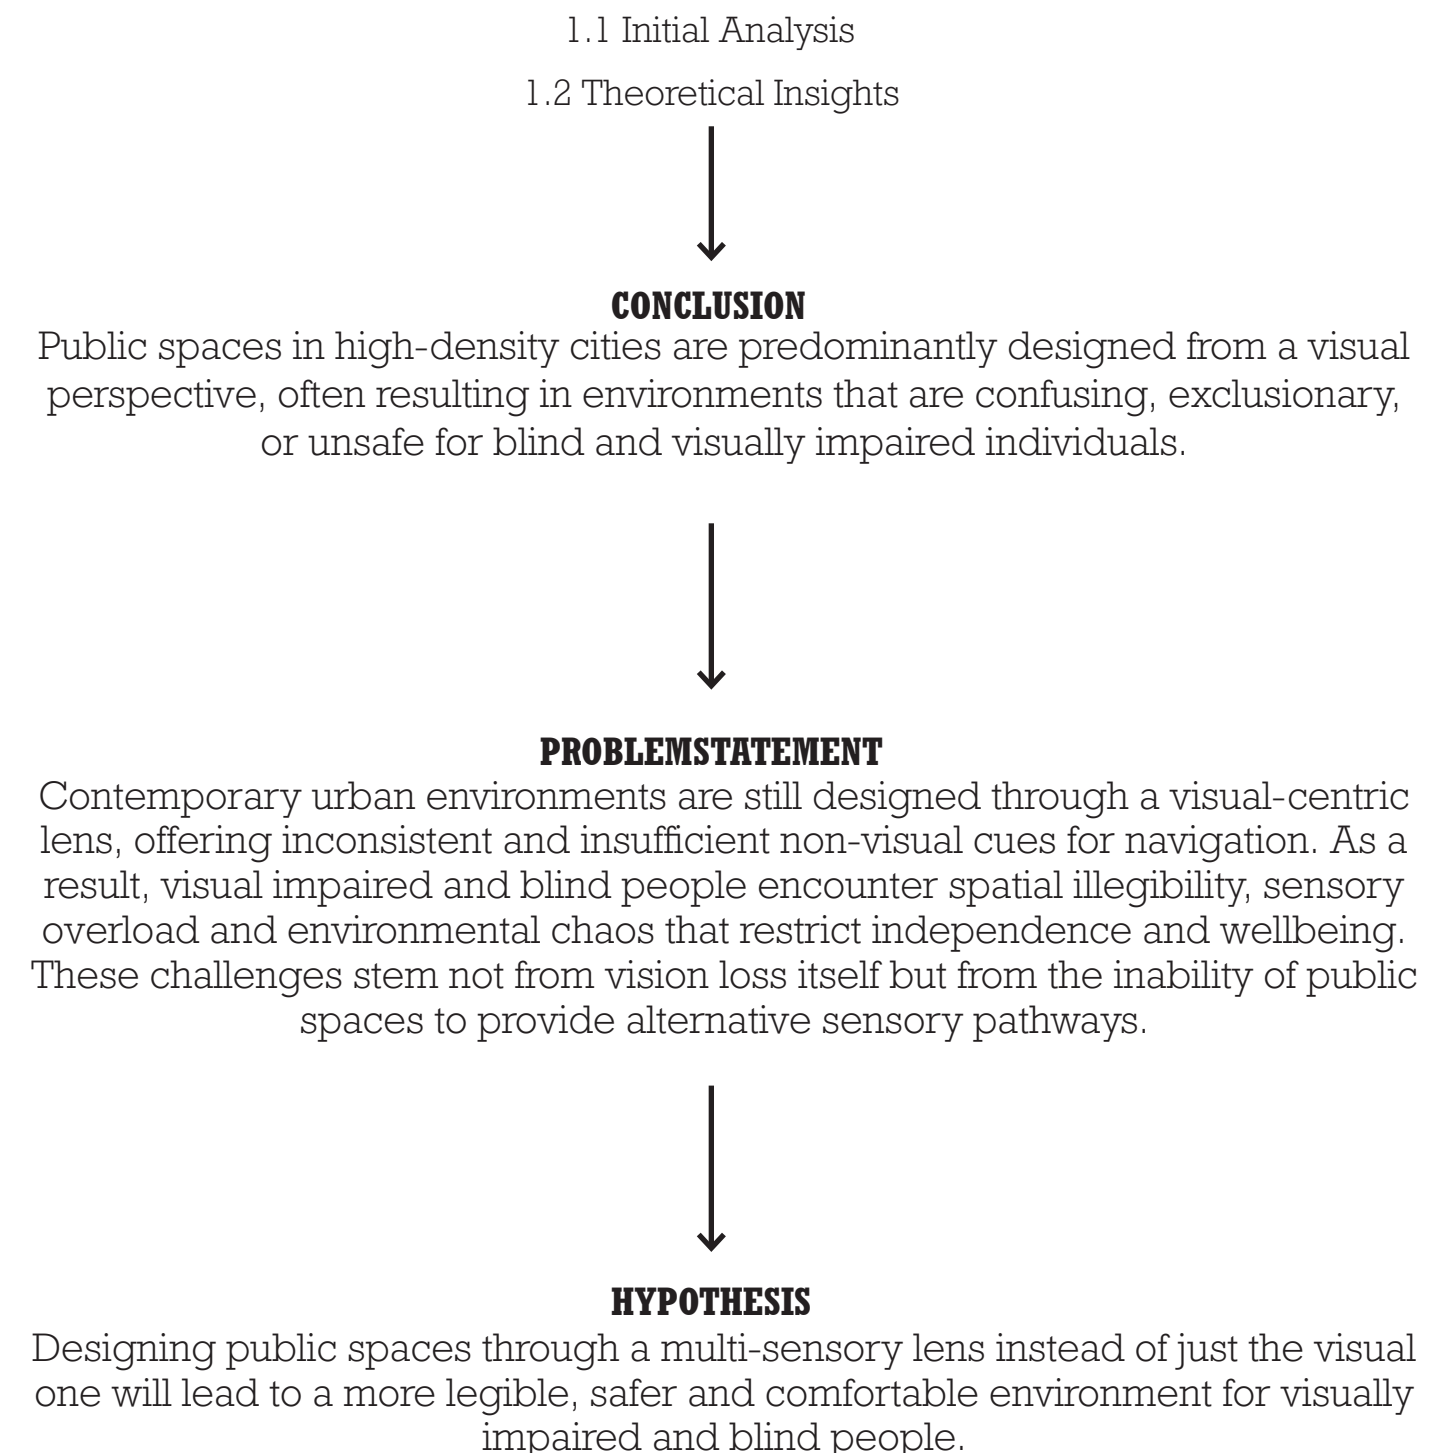 1.1 Initial Analysis
1.2 Theoretical Insights
CONCLUSION
Public spaces in high-density cities are predominantly designed from a visual
perspective, often resulting in environments that are confusing, exclusionary,
or unsafe for blind and visually impaired individuals.
PROBLEMSTATEMENT
Contemporary urban environments are still designed through a visual-centric
lens, offering inconsistent and insufficient non-visual cues for navigation. As a
result, visual impaired and blind people encounter spatial illegibility, sensory
overload and environmental chaos that restrict independence and wellbeing.
These challenges stem not from vision loss itself but from the inability of public
spaces to provide alternative sensory pathways.
HYPOTHESIS
Designing public spaces through a multi-sensory lens instead of just the visual
one will lead to a more legible, safer and comfortable environment for visually
impaired and blind people.